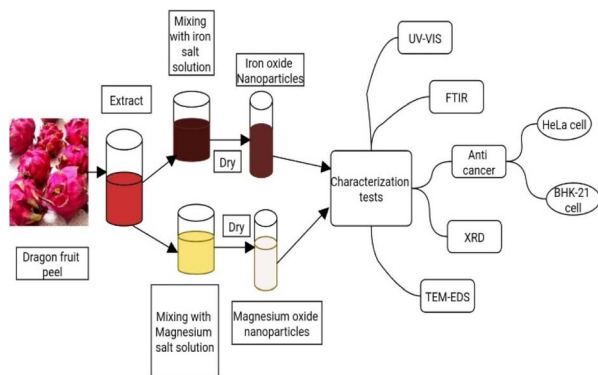 Mixing
with iron
salt
solution
Iron oxide
Nanoparticles
Extract
Dry
Dragon fruit
peel
Dry
Mixing with
Magnesium
salt solution
Magnesium oxide
nanoparticles
Characterization
tests
UV-VIS
FTIR
Anti
cancer
HeLa cell
BHK-21
cell
XRD
TEM-EDS